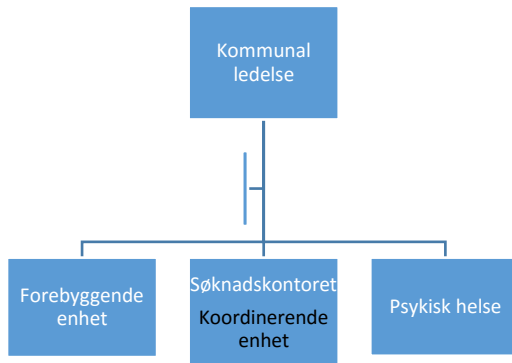 Kommunal
ledelse
Forebyggende
enhet
Søknadskontoret
Koordinerende
enhet
Psykisk helse